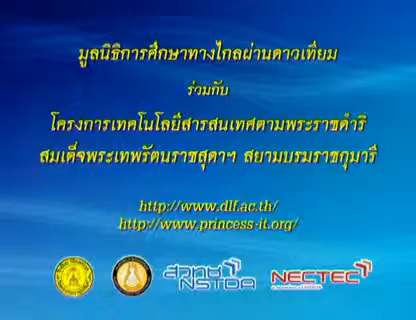 มูลนิธิการศึกษาทางไกลผ่านดาวเทียม
ร่วมกับ
โครงการเทคโนโลยีสารสนเทศตามพระราชดำริ
สมเด็จพระเทพรัตนราชสุดาฯ สยามบรมราชกุมารี
http://www.dlf.ac.th/
http://www.princess-it.org/
สวทช
NSTDA
NECTEC